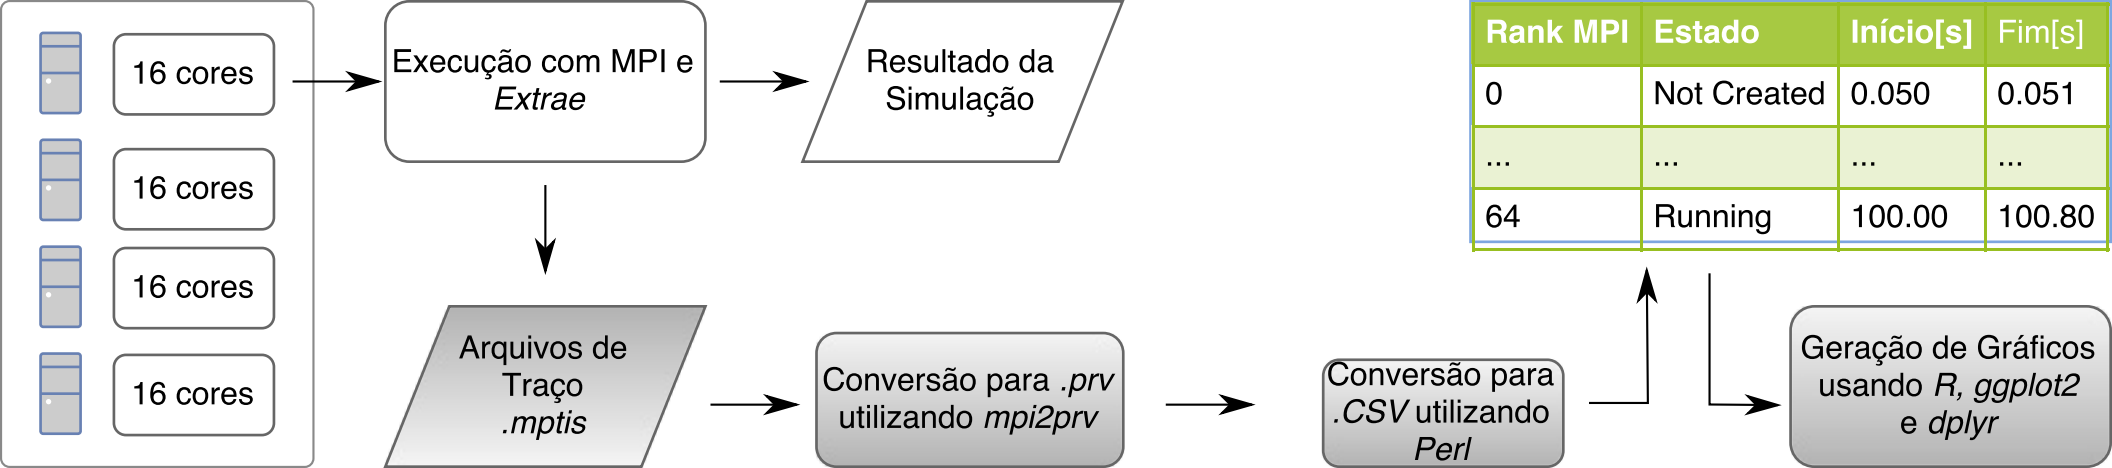 16 cores
16 cores
16 cores
16 cores
Execução com MPI e
Extrae
Resultado da
Simulação
Arquivos de
Traço
.mptis
Conversão para .prv
utilizando mpi2prv
Conversão para
.CSV utilizando
Perl
Rank MPI Estado Início[s] Fim[s]
0 Not Created 0.050 0.051
... ... ... ...
64 Running 100.00 100.80
Geração de Gráficos
usando R, ggplot2
e dplyr